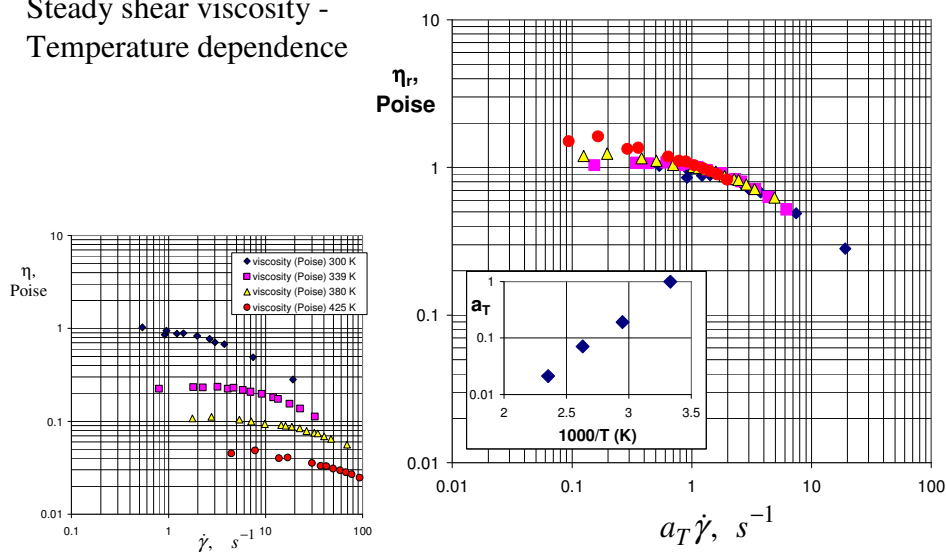 Steady shear viscosity -
Temperature dependence
10
1
0.1
0.01
η,
Poise
viscosity (Poise) 300 K
viscosity (Poise) 339 K
viscosity (Poise) 380 K
viscosity (Poise) 425 K
0.1
1
10
100
γ̇, s⁻¹
ηr,
Poise
10
1
0.1
0.01
0.01
0.1
1
10
100
aT γ̇, s⁻¹
aT
1
0.1
0.01
2
2.5
3
3.5
1000/T (K)